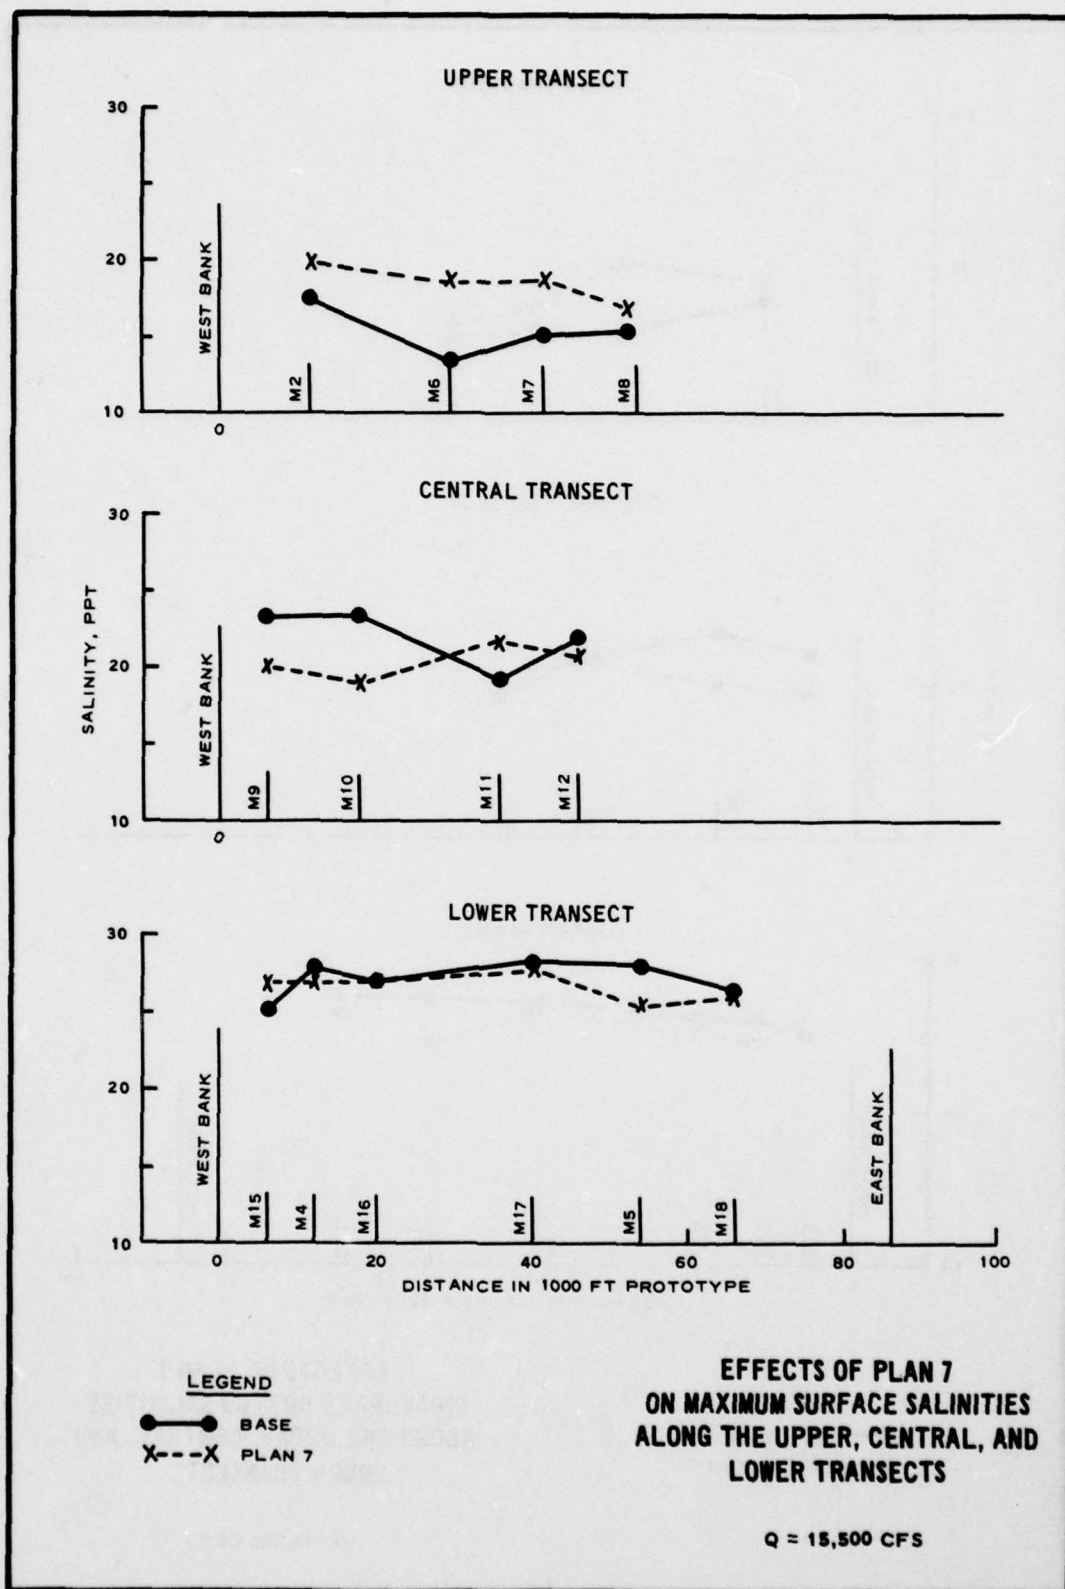 UPPER TRANSECT
30
20
10
WEST BANK
M2
M6
M7
M8
0
CENTRAL TRANSECT
30
20
10
SALINITY, PPT
WEST BANK
M9
M10
M11
M12
0
LOWER TRANSECT
30
20
10
WEST BANK
M15
M4
M16
M17
M5
M18
EAST BANK
0 20 40 60 80 100
DISTANCE IN 1000 FT PROTOTYPE
LEGEND
BASE
X---X PLAN 7
EFFECTS OF PLAN 7
ON MAXIMUM SURFACE SALINITIES
ALONG THE UPPER, CENTRAL, AND
LOWER TRANSECTS
Q = 15,500 CFS